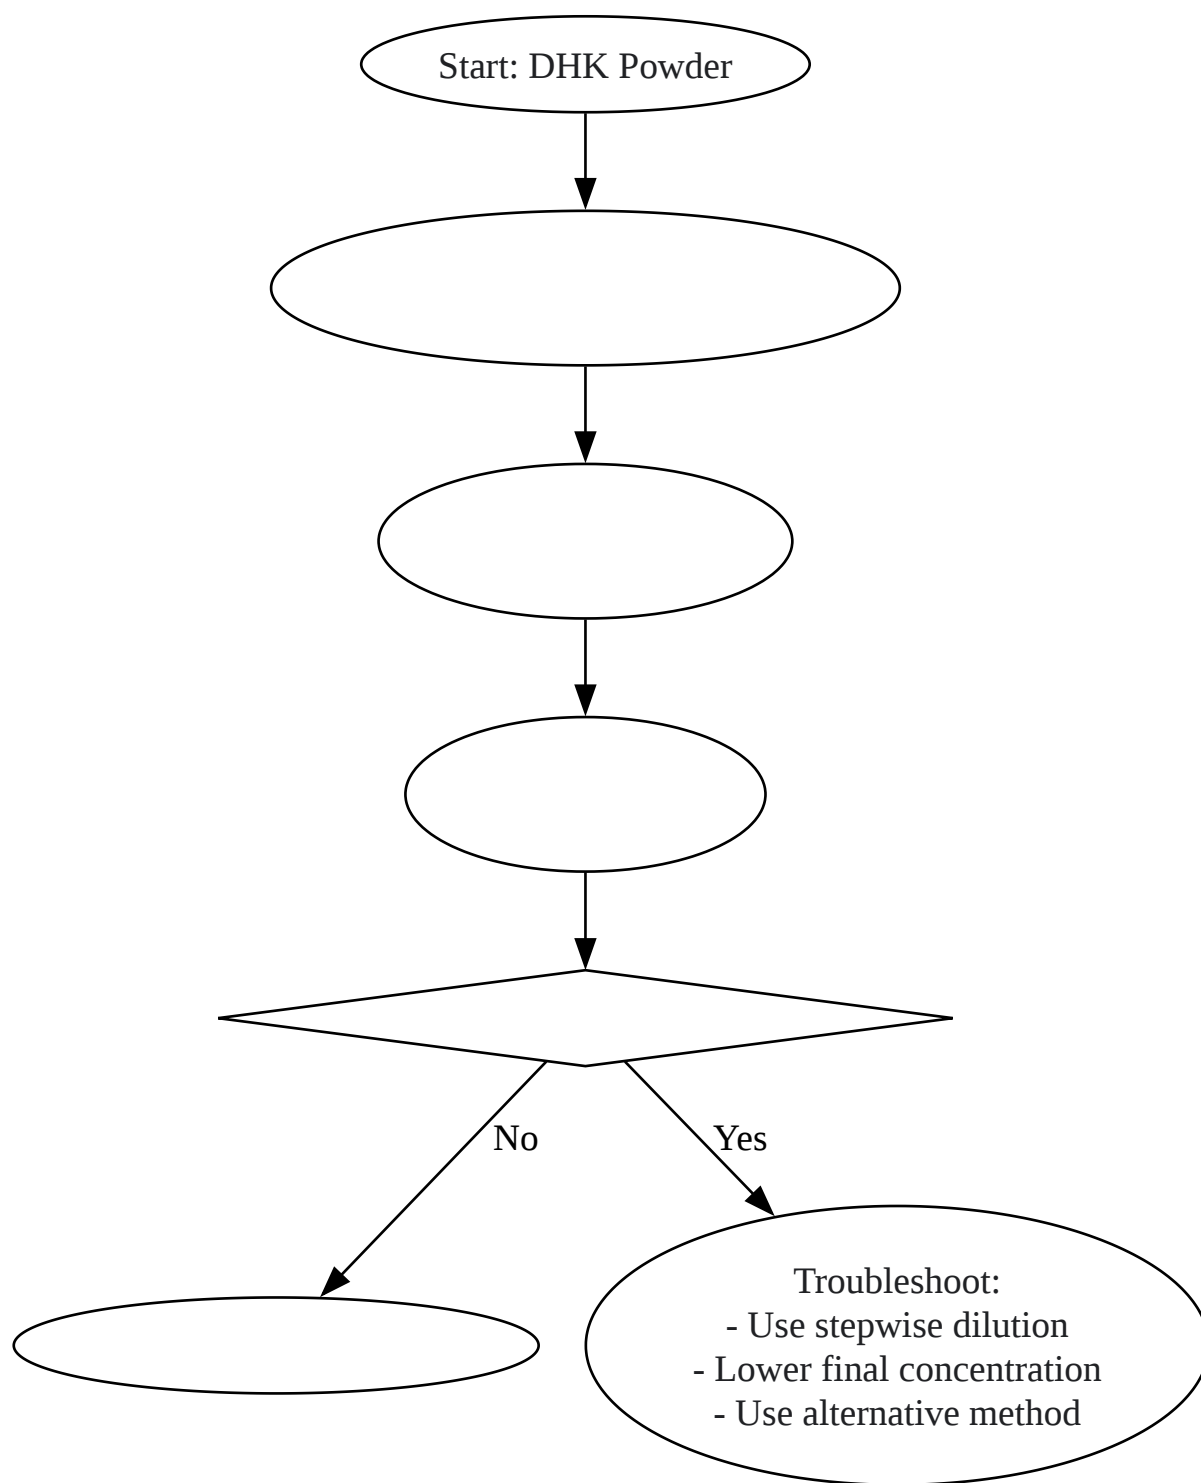 Start: DHK Powder
No
Yes
Troubleshoot:
- Use stepwise dilution
- Lower final concentration
- Use alternative method